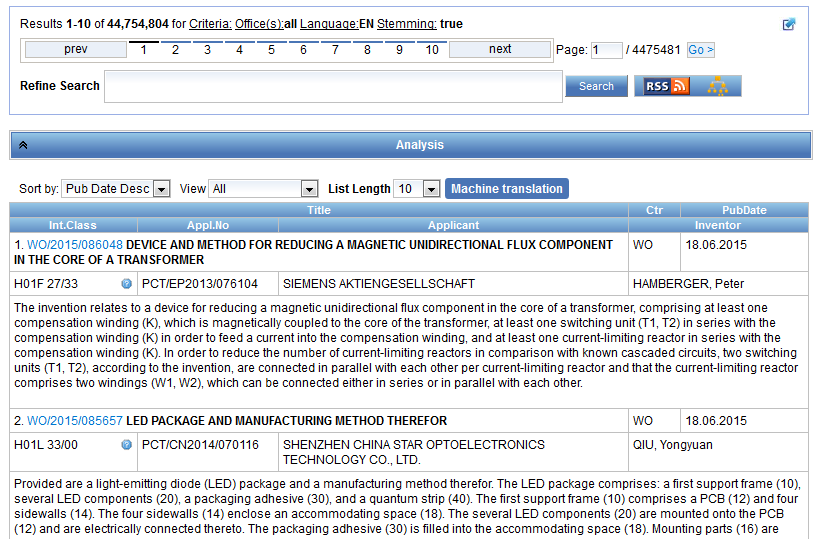 Results 1-10 of 44,754,804 for Criteria: Office(s):all Language:EN Stemming: true
prev 1 2 3 4 5 6 7 8 9 10 next Page: 1 / 4475481 Go >
Refine Search Search RSS
Analysis
Sort by: Pub Date Desc View All List Length 10 Machine translation
Title Ctr PubDate
Int.Class Appl.No Applicant Inventor
1. WO/2015/086048 DEVICE AND METHOD FOR REDUCING A MAGNETIC UNIDIRECTIONAL FLUX COMPONENT WO 18.06.2015
IN THE CORE OF A TRANSFORMER
H01F 27/33 PCT/EP2013/076104 SIEMENS AKTIENGESELLSCHAFT HAMBERGER, Peter
The invention relates to a device for reducing a magnetic unidirectional flux component in the core of a transformer, comprising at least one
compensation winding (K), which is magnetically coupled to the core of the transformer, at least one switching unit (T1, T2) in series with the
compensation winding (K) in order to feed a current into the compensation winding, and at least one current-limiting reactor in series with the
compensation winding (K). In order to reduce the number of current-limiting reactors in comparison with known cascaded circuits, two switching
units (T1, T2), according to the invention, are connected in parallel with each other per current-limiting reactor and that the current-limiting reactor
comprises two windings (W1, W2), which can be connected either in series or in parallel with each other.
2. WO/2015/085657 LED PACKAGE AND MANUFACTURING METHOD THEREFOR WO 18.06.2015
H01L 33/00 PCT/CN2014/070116 SHENZHEN CHINA STAR OPTOELECTRONICS QIU, Yongyuan
TECHNOLOGY CO., LTD.
Provided are a light-emitting diode (LED) package and a manufacturing method therefor. The LED package comprises: a first support frame (10),
several LED components (20), a packaging adhesive (30), and a quantum strip (40). The first support frame (10) comprises a PCB (12) and four
sidewalls (14). The four sidewalls (14) enclose an accommodating space (18). The several LED components (20) are mounted onto the PCB
(12) and are electrically connected thereto. The packaging adhesive (30) is filled into the accommodating space (18). Mounting parts (16) are